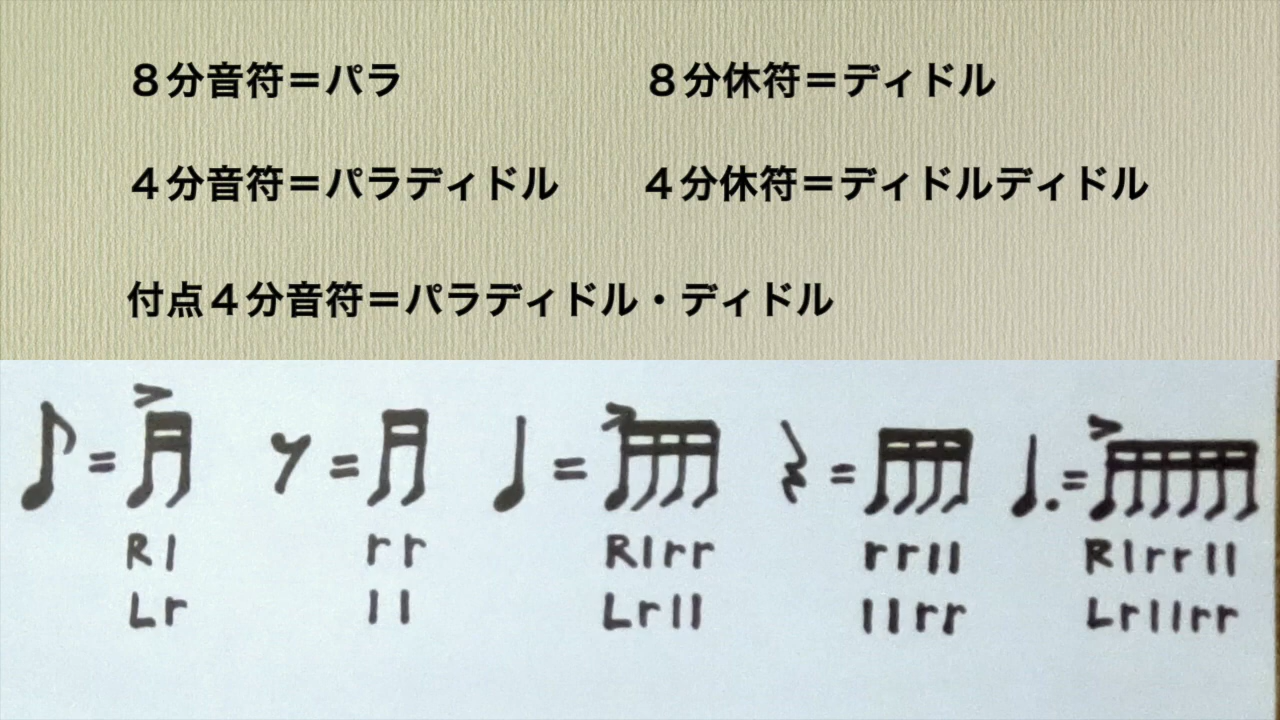 ８分音符＝パラ ８分休符＝ディドル
４分音符＝パラディドル ４分休符＝ディドルディドル
付点４分音符＝パラディドル・ディドル
= = = = =
Rl rr Rlrr rrll Rlrrll
Lr ll Lrll llrr Lrllrr